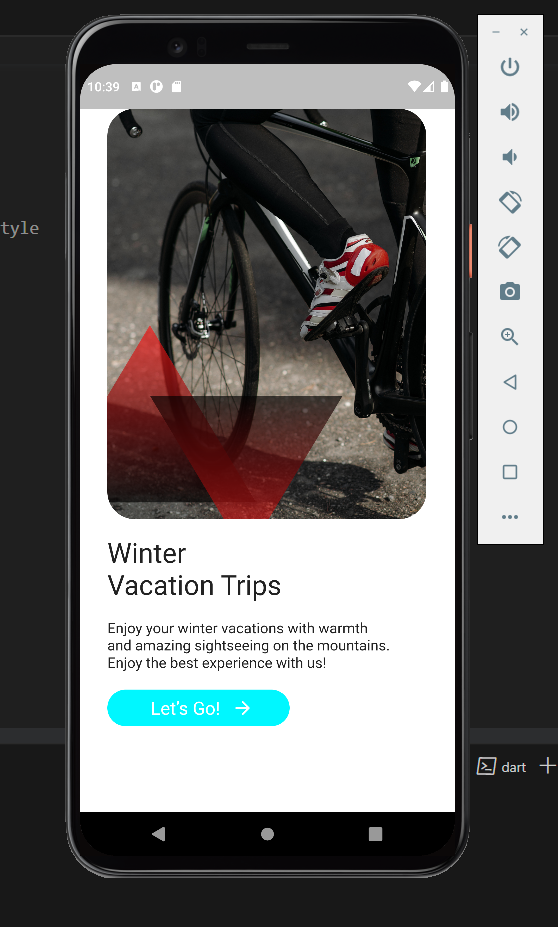 10:39
tyle
Winter
Vacation Trips
Enjoy your winter vacations with warmth
and amazing sightseeing on the mountains.
Enjoy the best experience with us!
Let's Go!
dart